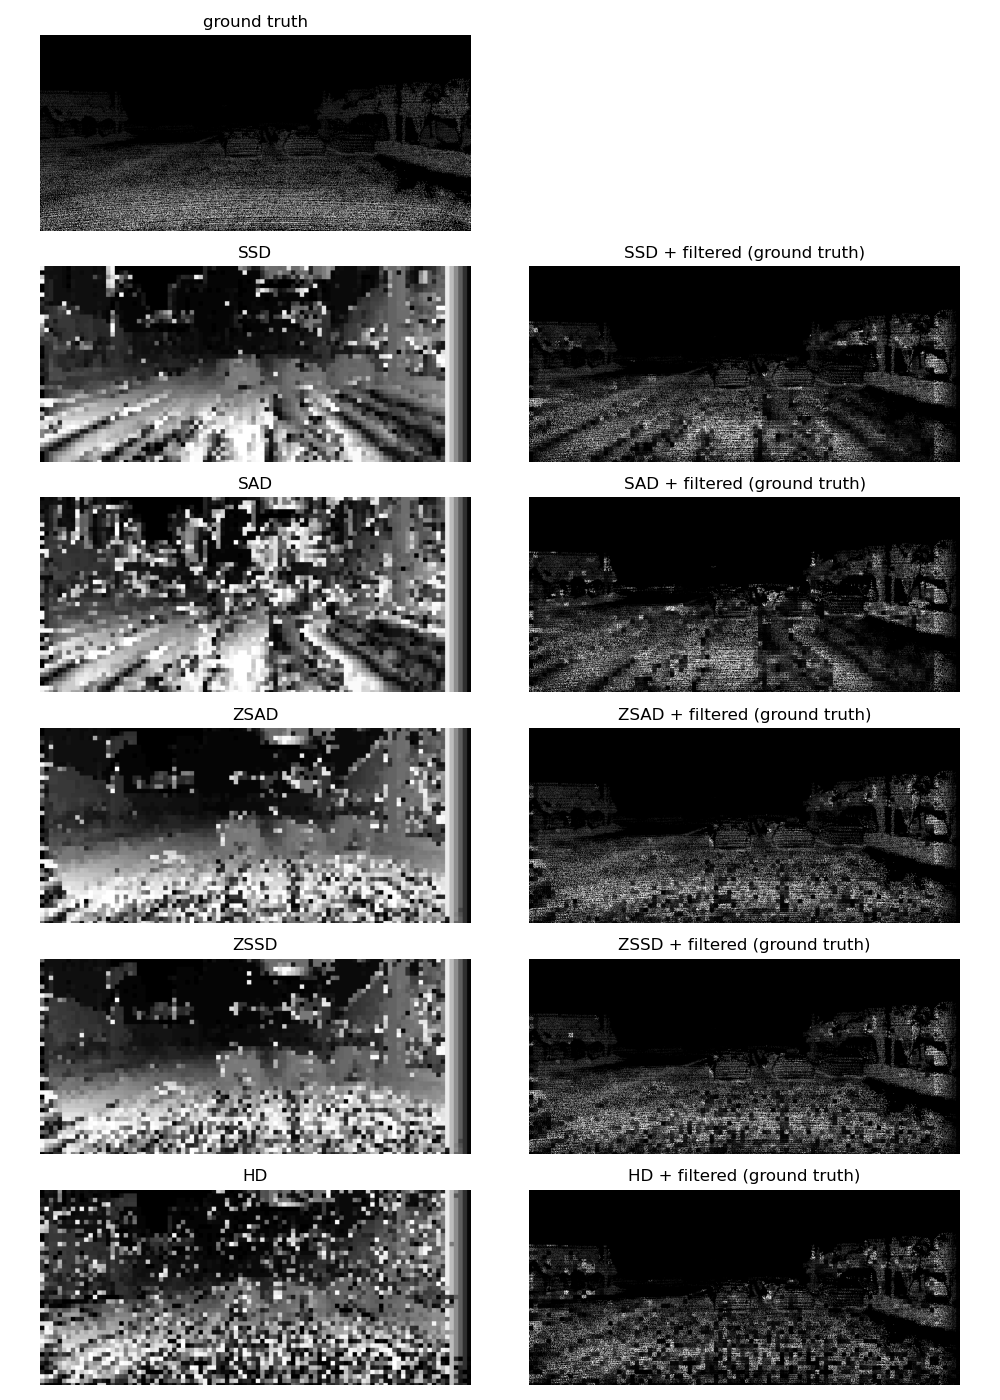 ground truth
SSD
SSD + filtered (ground truth)
SAD
SAD + filtered (ground truth)
ZSAD
ZSAD + filtered (ground truth)
ZSSD
ZSSD + filtered (ground truth)
HD
HD + filtered (ground truth)